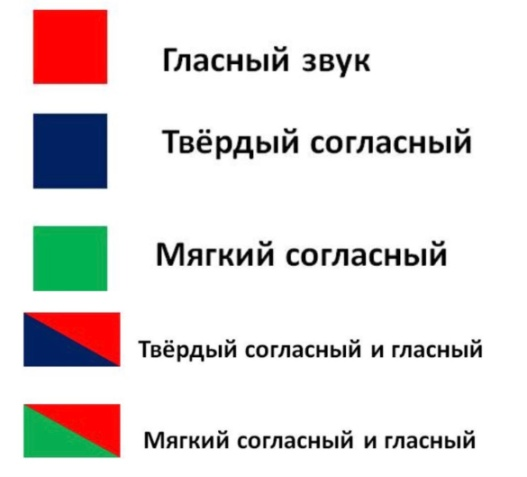 Гласный звук
Твёрдый согласный
Мягкий согласный
Твёрдый согласный и гласный
Мягкий согласный и гласный